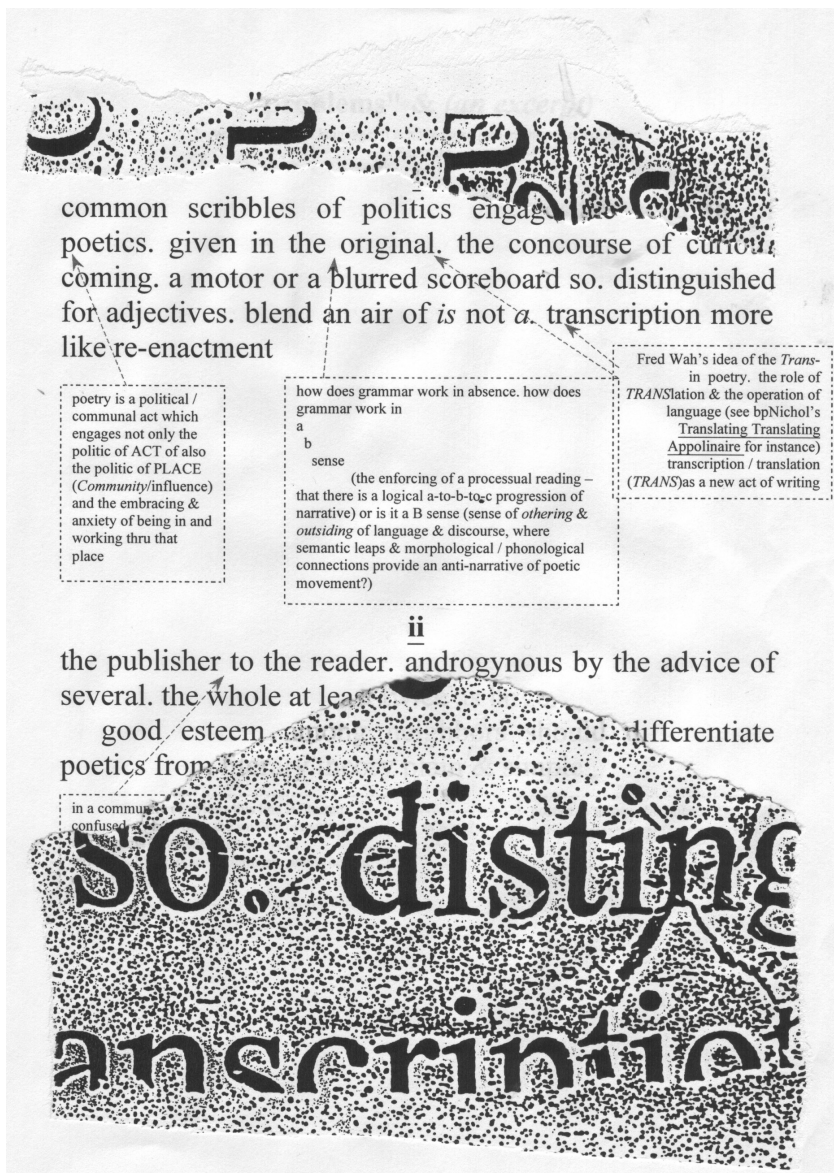 common scribbles of politics
poetics. given in the original. the concourse of
coming. a motor or a blurred scoreboard so. distinguished
for adjectives. blend an air of is not a. transcription more
like re-enactment
poetry is a political /
communal act which
engages not only the
politic of ACT of also
the politic of PLACE
(Community/influence)
and the embracing &
anxiety of being in and
working thru that
place
how does grammar work in absence. how does
grammar work in
a
b
sense
(the enforcing of a processual reading –
that there is a logical a-to-b-to-c progression of
narrative) or is it a B sense (sense of othering &
outsiding of language & discourse, where
semantic leaps & morphological / phonological
connections provide an anti-narrative of poetic
movement?)
Fred Wah's idea of the Trans-
in poetry. the role of
TRANSlation & the operation of
language (see bpNichol's
Translating Translating
Appolinaire for instance)
transcription / translation
(TRANS)as a new act of writing
ii
the publisher to the reader. androgynous by the advice of
several. the whole at
good esteem differentiate
poetics from
in a
confused
so. disting